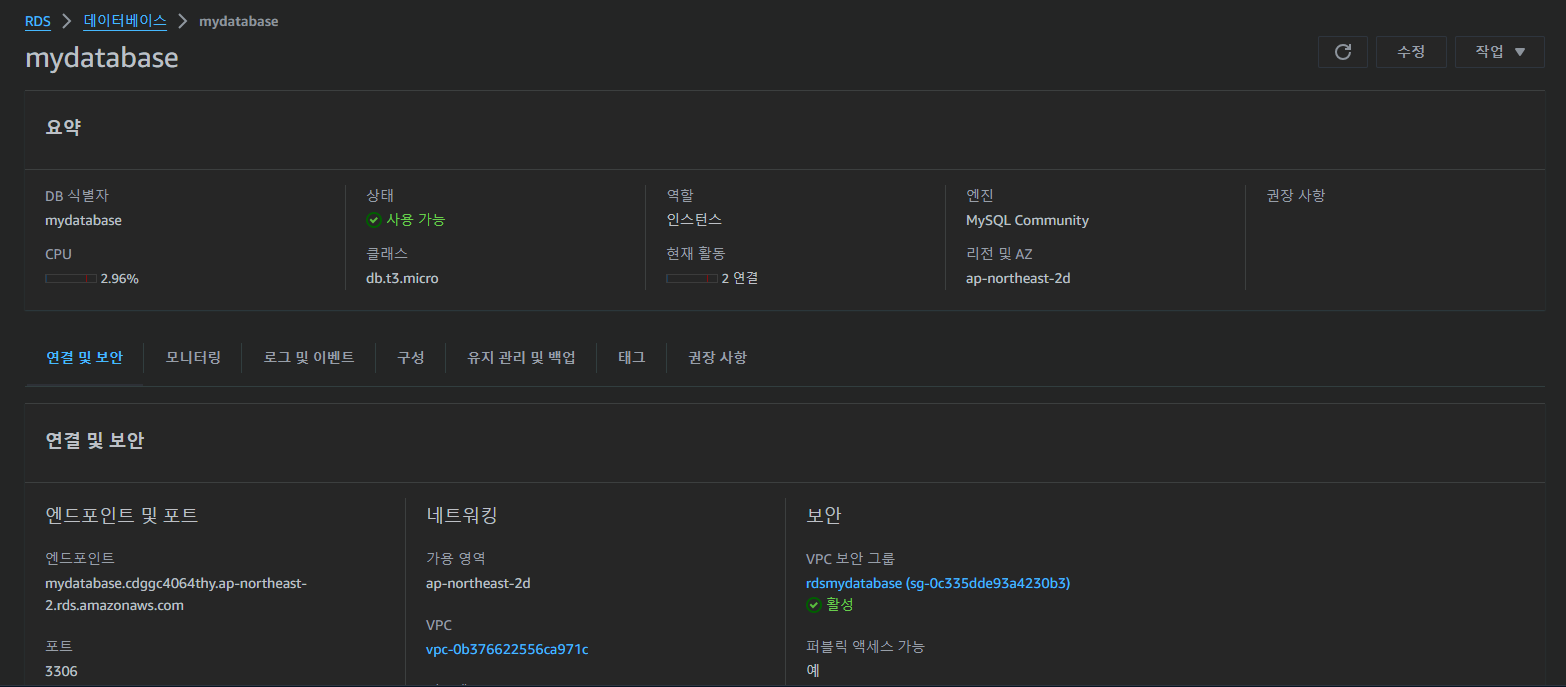 RDS > 데이터베이스 > mydatabase
mydatabase
수정
작업
요약
DB 식별자
mydatabase
CPU
2.96%
상태
사용 가능
클래스
db.t3.micro
역할
인스턴스
현재 활동
2 연결
엔진
MySQL Community
리전 및 AZ
ap-northeast-2d
권장 사항
연결 및 보안
모니터링
로그 및 이벤트
구성
유지 관리 및 백업
태그
권장 사항
연결 및 보안
엔드포인트 및 포트
엔드포인트
mydatabase.cdggc4064thy.ap-northeast-
2.rds.amazonaws.com
포트
3306
네트워킹
가용 영역
ap-northeast-2d
VPC
vpc-0b376622556ca971c
보안
VPC 보안 그룹
rdsmydatabase (sg-0c335dde93a4230b3)
활성
퍼블릭 액세스 가능
예